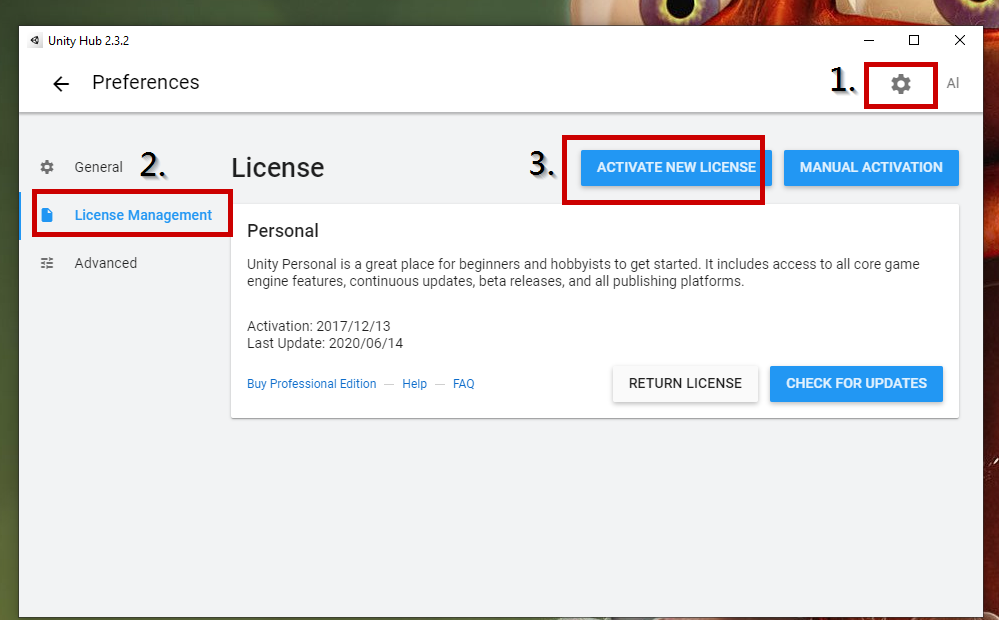 Unity Hub 2.3.2
Preferences
1.
Al
General
2.
License Management
Advanced
License
3.
ACTIVATE NEW LICENSE
MANUAL ACTIVATION
Personal
Unity Personal is a great place for beginners and hobbyists to get started. It includes access to all core game
engine features, continuous updates, beta releases, and all publishing platforms.
Activation: 2017/12/13
Last Update: 2020/06/14
Buy Professional Edition — Help — FAQ
RETURN LICENSE
CHECK FOR UPDATES